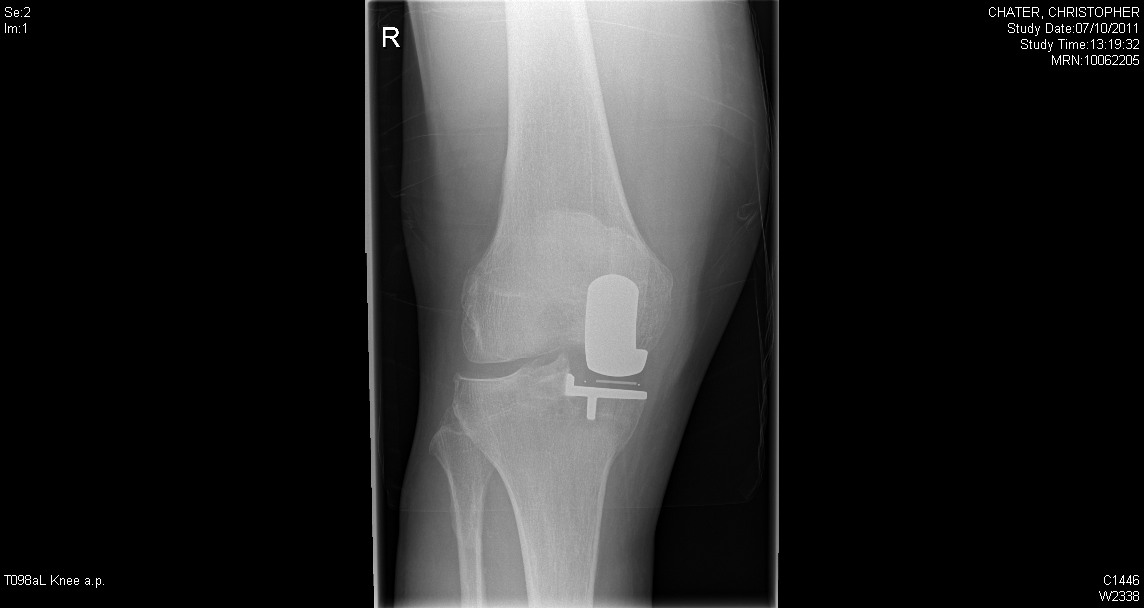 Se:2
Im:1
R
CHATER, CHRISTOPHER
Study Date:07/10/2011
Study Time:13:19:32
MRN:10062205
T098aL Knee a.p.
C1446
W2338